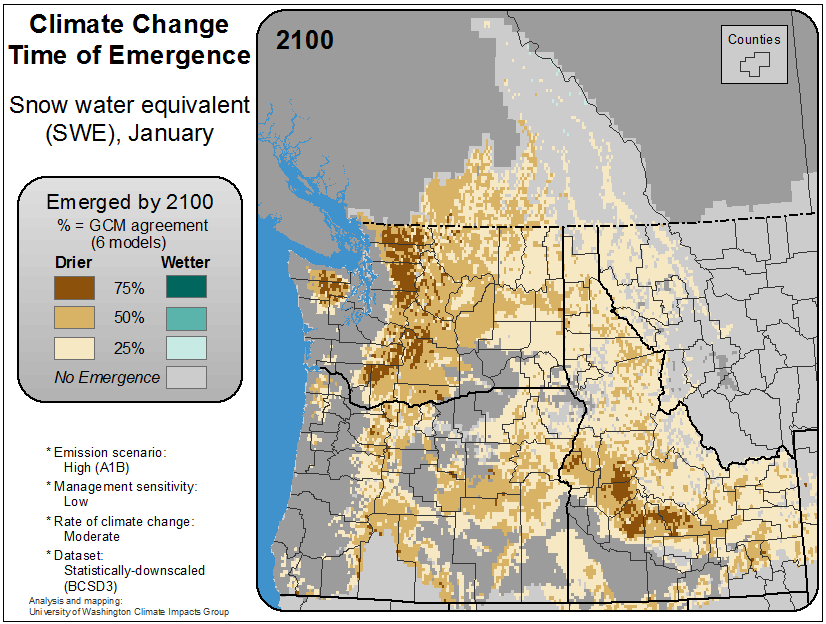 Climate Change
Time of Emergence
Snow water equivalent
(SWE), January
Emerged by 2100
% = GCM agreement
(6 models)
Drier Wetter
75%
50%
25%
No Emergence
* Emission scenario:
High (A1B)
* Management sensitivity:
Low
* Rate of climate change:
Moderate
* Dataset:
Statistically-downscaled
(BCSD3)
Analysis and mapping:
University of Washington Climate Impacts Group
2100
Counties